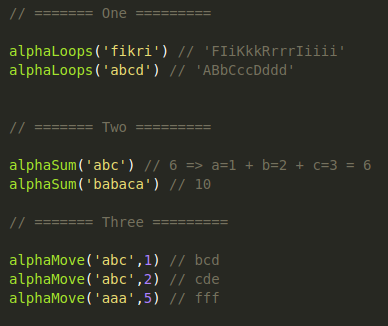 // ======= One =========
alphaLoops('fikri') // 'FIiKkkRrrrIiiii'
alphaLoops('abcd') // 'ABbCccDddd'
// ======= Two =========
alphaSum('abc') // 6 => a=1 + b=2 + c=3 = 6
alphaSum('babaca') // 10
// ======= Three =========
alphaMove('abc',1) // bcd
alphaMove('abc',2) // cde
alphaMove('aaa',5) // fff